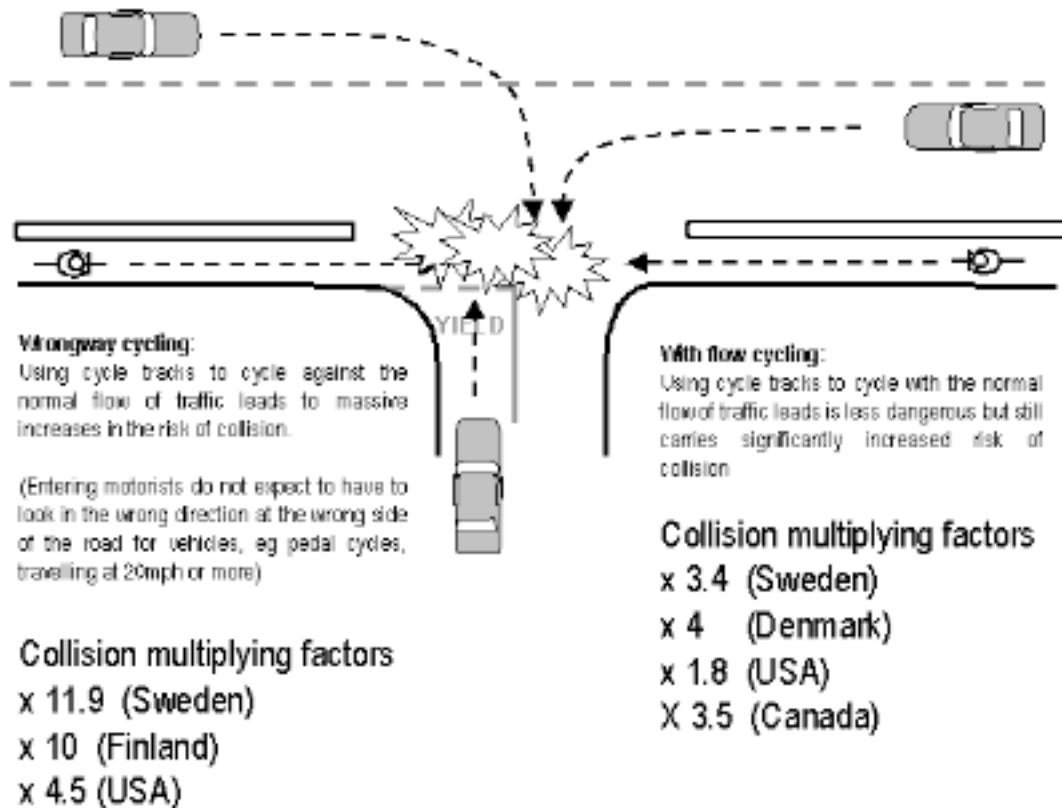 YIELD
Wrongway cycling:
Using cycle tracks to cycle against the
normal flow of traffic leads to massive
increases in the risk of collision.
(Entering motorists do not expect to have to
look in the wrong direction at the wrong side
of the road for vehicles, eg pedal cycles,
travelling at 20mph or more)
Collision multiplying factors
x 11.9 (Sweden)
x 10 (Finland)
x 4.5 (USA)
With flow cycling:
Using cycle tracks to cycle with the normal
flow of traffic leads is less dangerous but still
carries significantly increased risk of
collision
Collision multiplying factors
x 3.4 (Sweden)
x 4 (Denmark)
x 1.8 (USA)
X 3.5 (Canada)